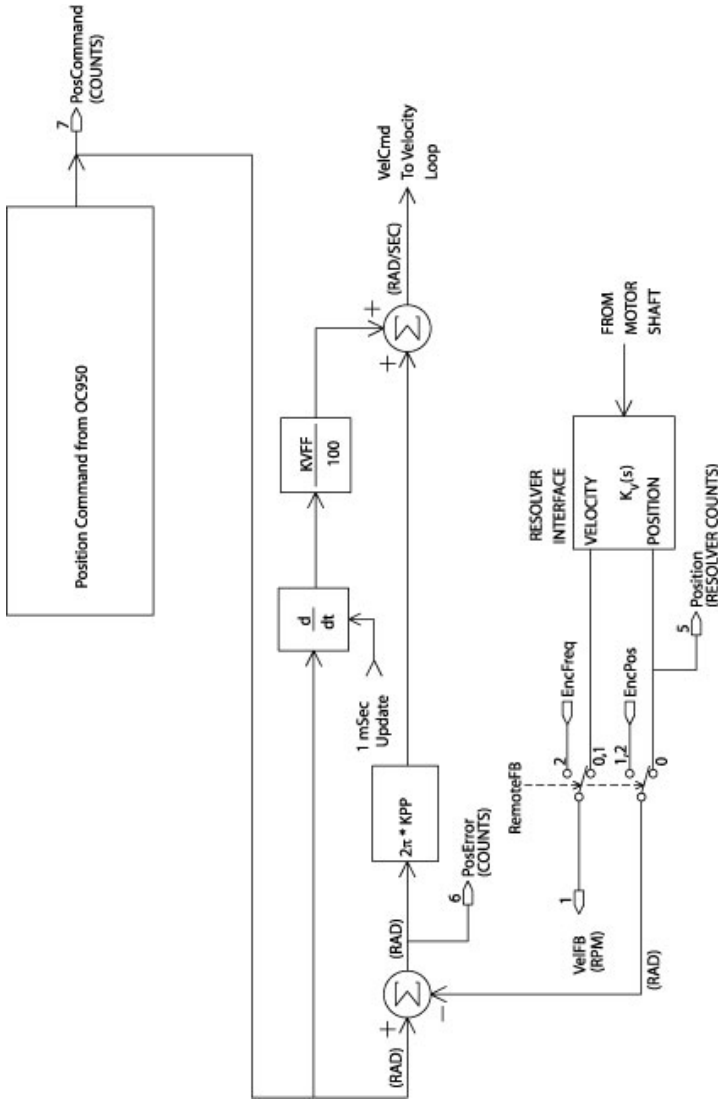 Position Command from OC950
7
PosCommand
(COUNTS)
d
dt
1 mSec
Update
KVFF
100
+
+
Σ
(RAD/SEC)
VelCmd
To Velocity
Loop
(RAD)
+
−
Σ
(RAD)
6
PosError
(COUNTS)
2π * KPP
(RAD)
1
VelFB
(RPM)
RemoteFB
2
EncFreq
0,1
1,2
EncPos
0
5
Position
(RESOLVER COUNTS)
RESOLVER
INTERFACE
VELOCITY
Kv(s)
POSITION
FROM
MOTOR
SHAFT